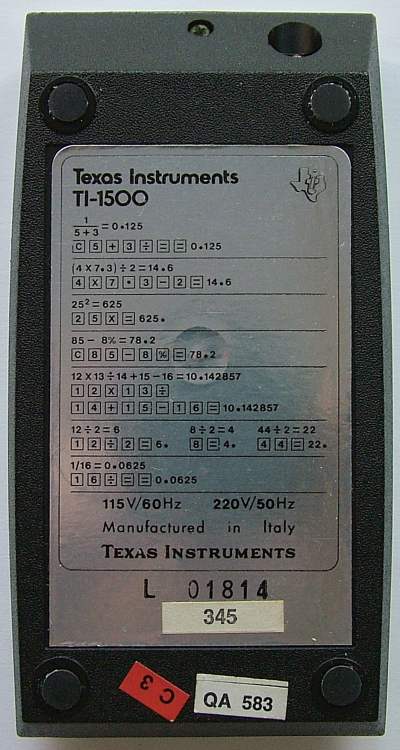 Texas Instruments
TI-1500
1
5+3 = 0.125
C 5 + 3 ÷ = = 0.125
(4 X 7.3) ÷ 2 = 14.6
4 X 7 . 3 - 2 = 14.6
25² = 625
2 5 X = 625.
85 - 8% = 78.2
C 8 5 - 8 % = 78.2
12 X 13 ÷ 14 + 15 - 16 = 10.142857
1 2 X 1 3 ÷
1 4 + 1 5 - 1 6 = 10.142857
12 ÷ 2 = 6 8 ÷ 2 = 4 44 ÷ 2 = 22
1 2 ÷ 2 = 6. 8 = 4. 4 4 = 22.
1/16 = 0.0625
1 6 ÷ = = 0.0625
115V/60Hz 220V/50Hz
Manufactured in Italy
TEXAS INSTRUMENTS
L 01814
345
C 3
QA 583